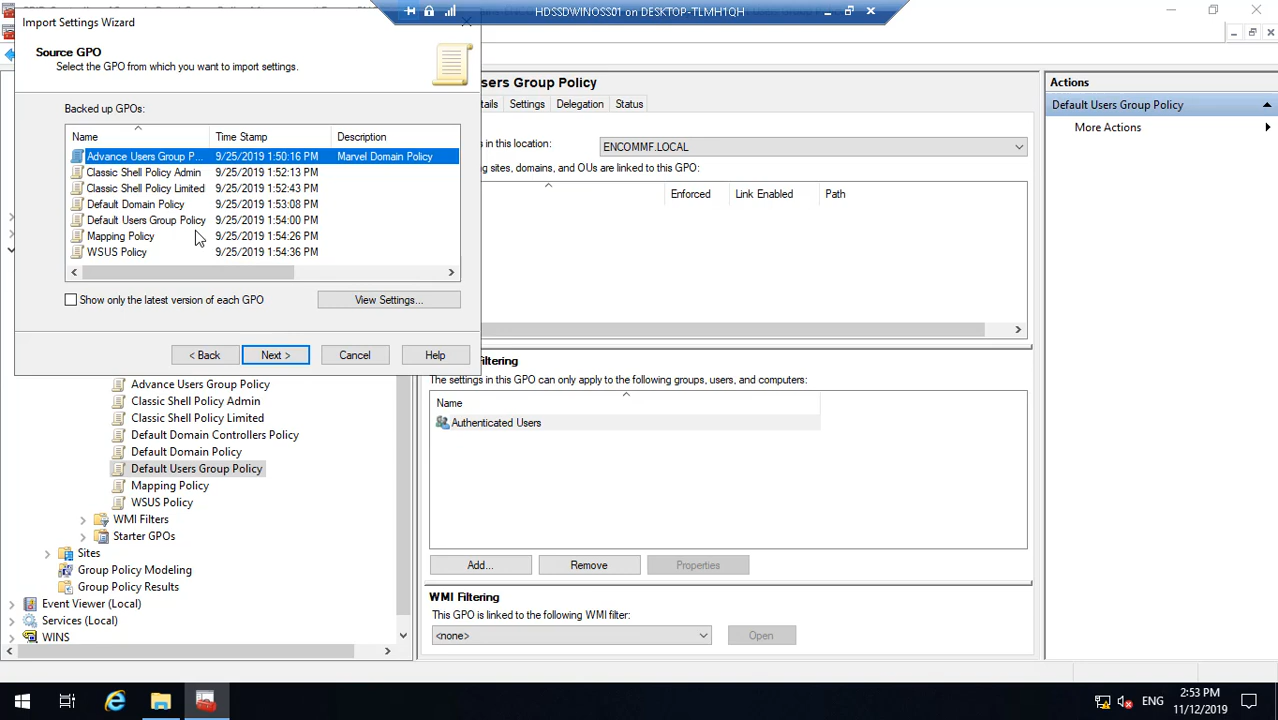 HDSSDWINOSS01 on DESKTOP-TLMH1QH
Import Settings Wizard
Source GPO
Select the GPO from which you want to import settings.
Backed up GPOs:
Name Time Stamp Description
Advance Users Group P... 9/25/2019 1:50:16 PM Marvel Domain Policy
Classic Shell Policy Admin 9/25/2019 1:52:13 PM
Classic Shell Policy Limited 9/25/2019 1:52:43 PM
Default Domain Policy 9/25/2019 1:53:08 PM
Default Users Group Policy 9/25/2019 1:54:00 PM
Mapping Policy 9/25/2019 1:54:26 PM
WSUS Policy 9/25/2019 1:54:36 PM
Show only the latest version of each GPO
View Settings...
< Back
Next >
Cancel
Help
Advance Users Group Policy
Classic Shell Policy Admin
Classic Shell Policy Limited
Default Domain Controllers Policy
Default Domain Policy
Default Users Group Policy
Mapping Policy
WSUS Policy
WMI Filters
Starter GPOs
Sites
Group Policy Modeling
Group Policy Results
Event Viewer (Local)
Services (Local)
WINS
sers Group Policy
tails Settings Delegation Status
s in this location: ENCOMMF.LOCAL
ing sites, domains, and OUs are linked to this GPO:
Enforced Link Enabled Path
Filtering
The settings in this GPO can only apply to the following groups, users, and computers:
Name
Authenticated Users
Add...
Remove
Properties
WMI Filtering
This GPO is linked to the following WMI filter:
<none>
Open
Actions
Default Users Group Policy
More Actions
ENG
2:53 PM
11/12/2019